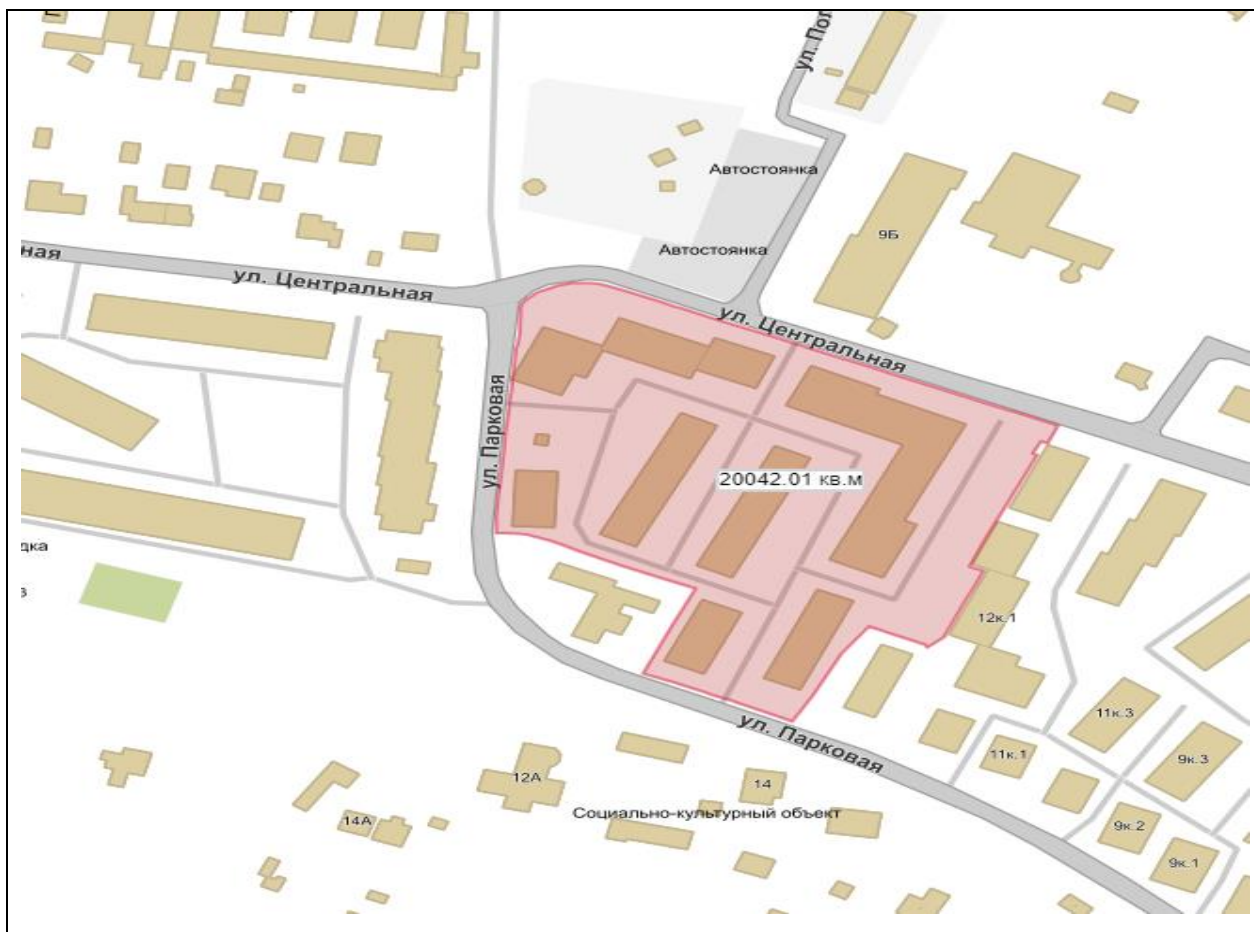 ул. Пол
Автостоянка
Автостоянка
9Б
ная
ул. Центральная
ул. Центральная
ул. Парковая
20042.01 кв.м
дка
в
12к.1
ул. Парковая
11к.3
11к.1
9к.3
12А
14
Социально-культурный объект
14А
9к.2
9к.1